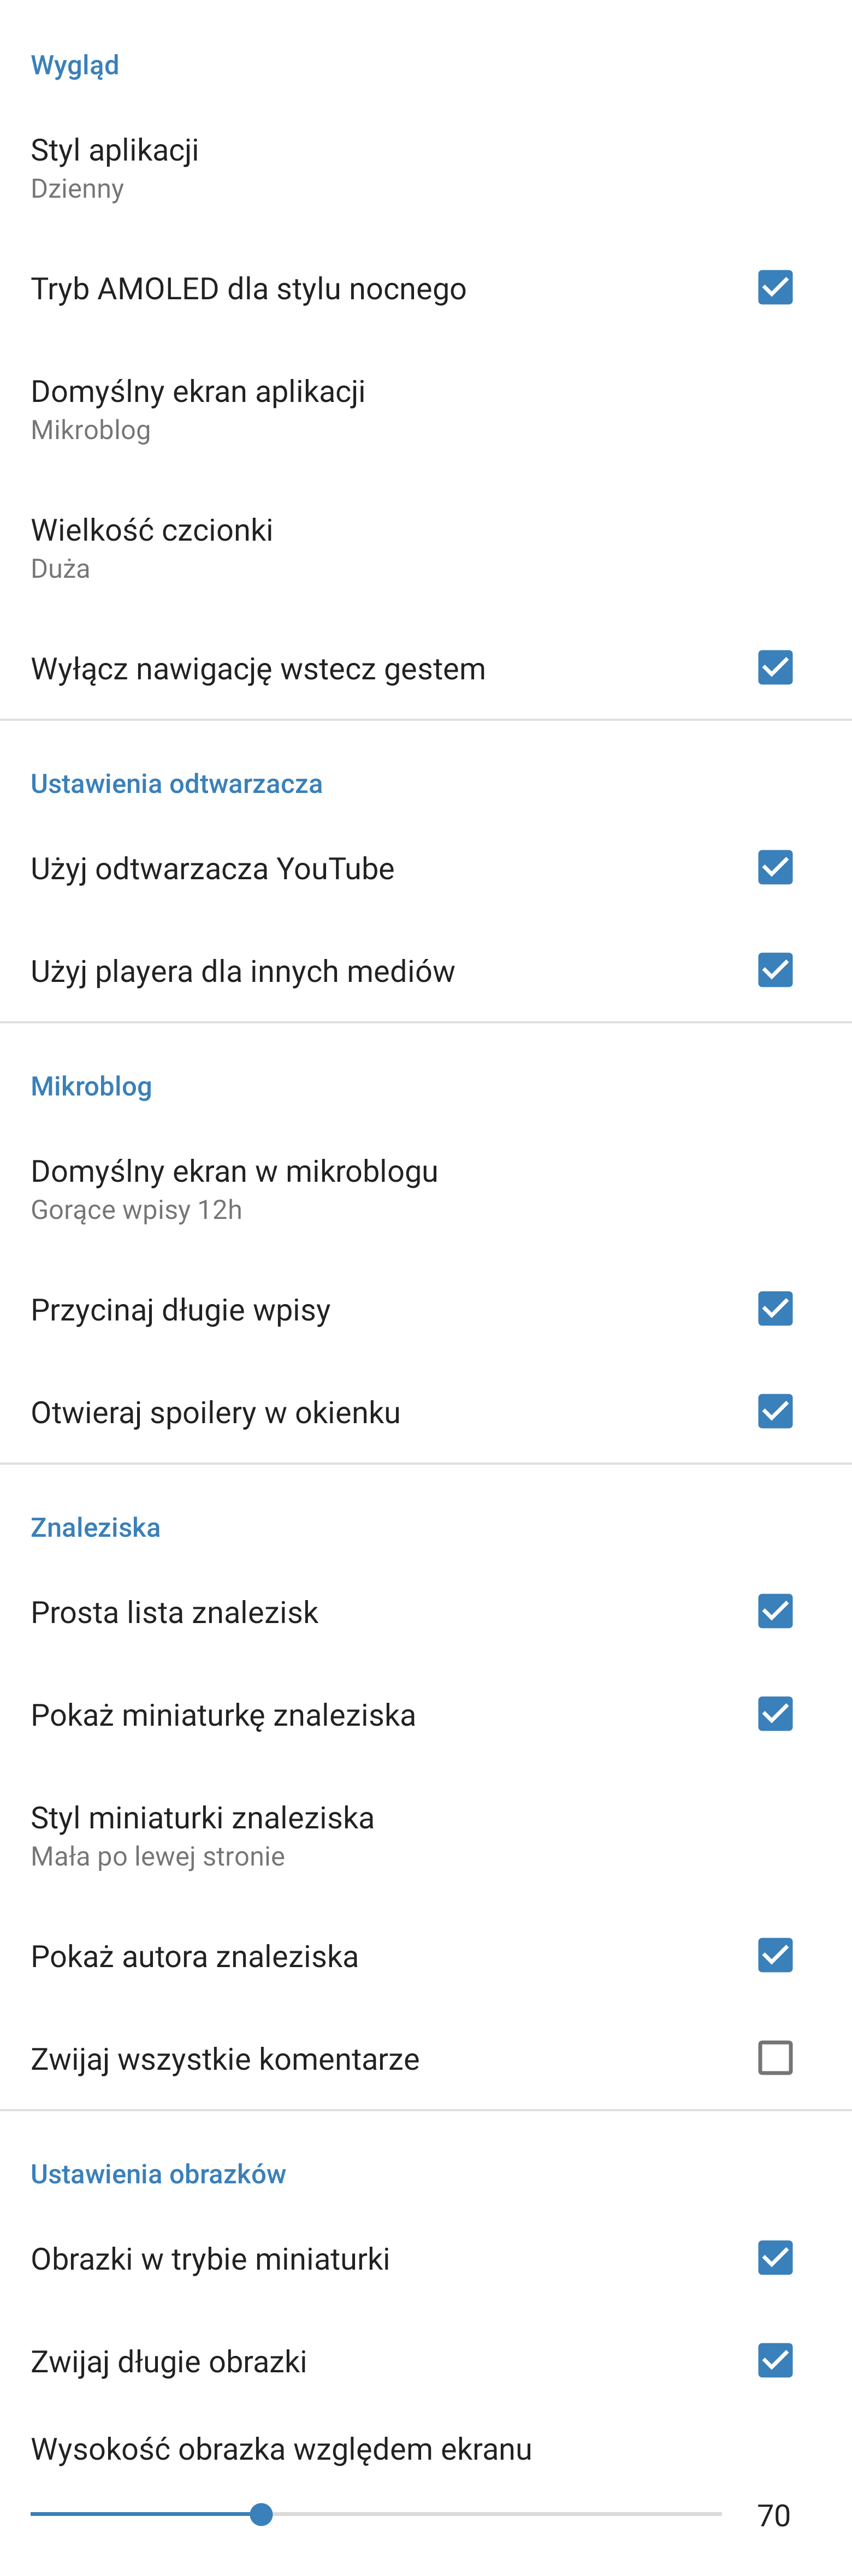 Wygląd
Styl aplikacji
Dzienny
Tryb AMOLED dla stylu nocnego
Domyślny ekran aplikacji
Mikroblog
Wielkość czcionki
Duża
Wyłącz nawigację wstecz gestem
Ustawienia odtwarzacza
Użyj odtwarzacza YouTube
Użyj playera dla innych mediów
Mikroblog
Domyślny ekran w mikroblogu
Gorące wpisy 12h
Przycinaj długie wpisy
Otwieraj spoilery w okienku
Znaleziska
Prosta lista znalezisk
Pokaż miniaturkę znaleziska
Styl miniaturki znaleziska
Mała po lewej stronie
Pokaż autora znaleziska
Zwijaj wszystkie komentarze
Ustawienia obrazków
Obrazki w trybie miniaturki
Zwijaj długie obrazki
Wysokość obrazka względem ekranu
70